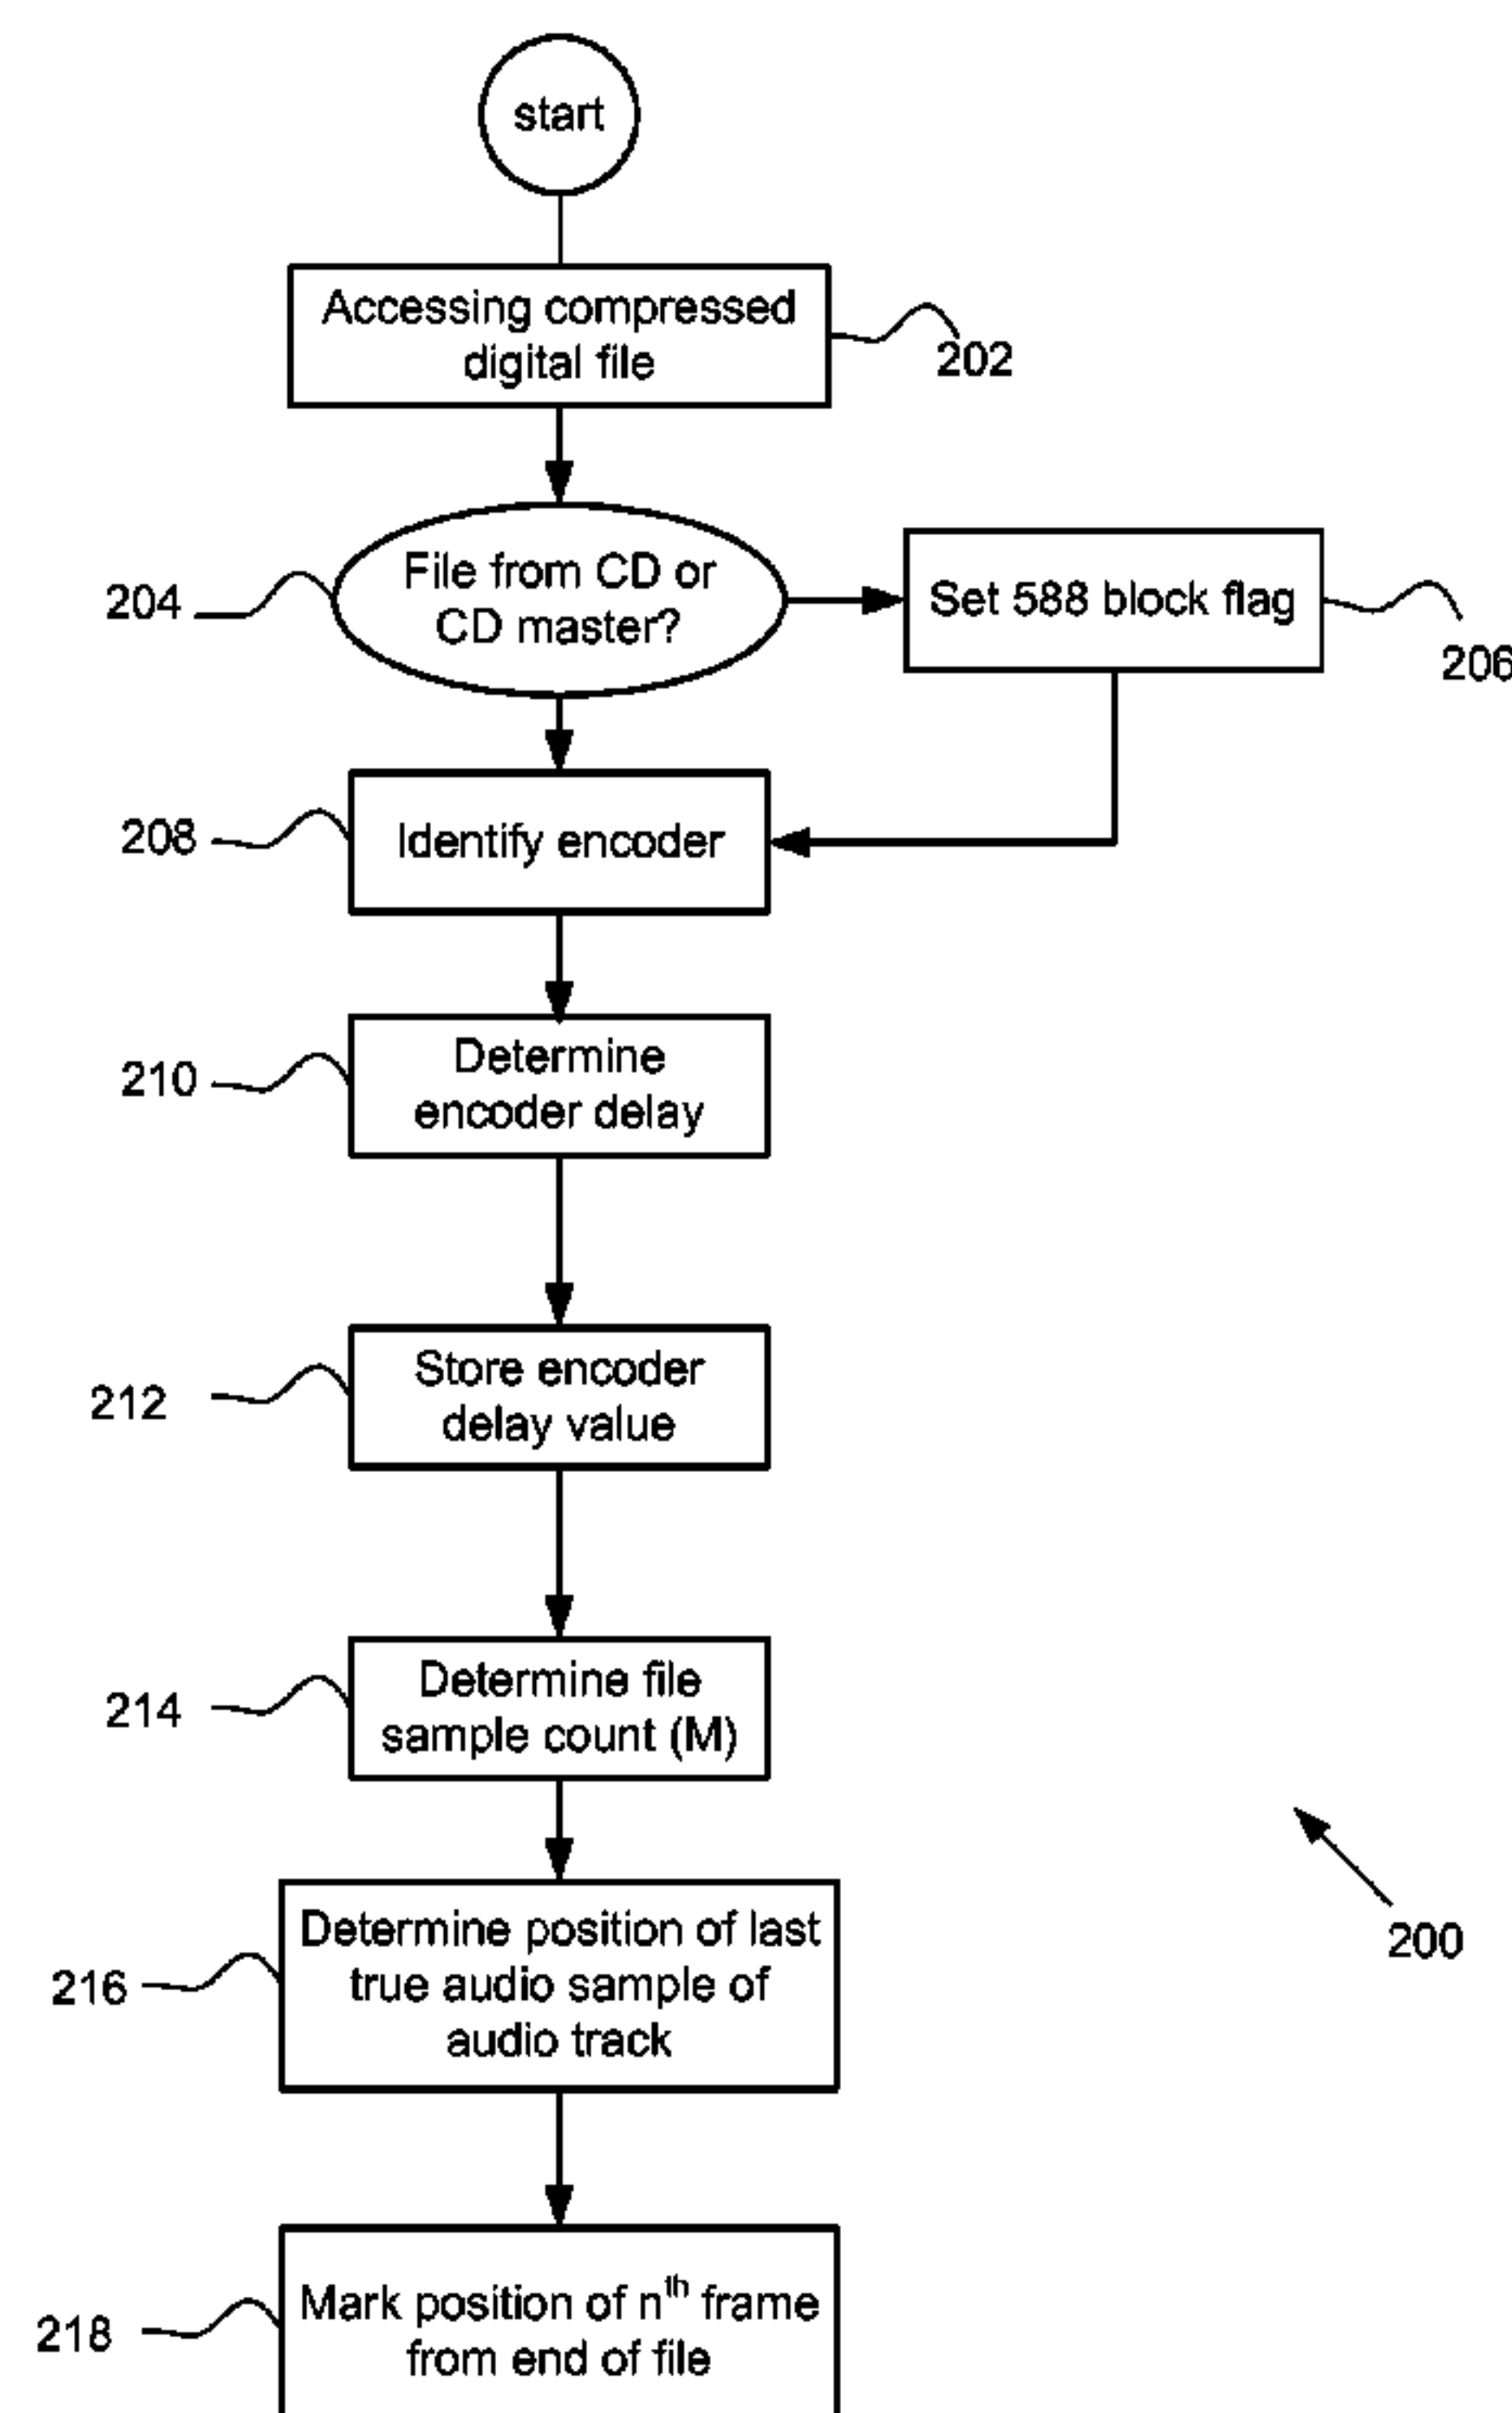 start
Accessing compressed
digital file
202
File from CD or
CD master?
204
Set 588 block flag
206
Identify encoder
208
Determine
encoder delay
210
Store encoder
delay value
212
Determine file
sample count (M)
214
Determine position of last
true audio sample of
audio track
216
200
Mark position of nth frame
from end of file
218